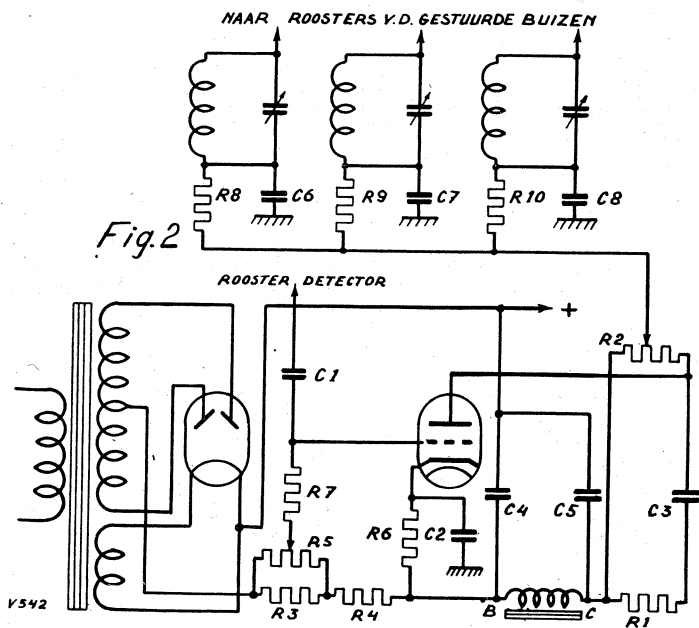 NAAR ROOSTERS V.D. GESTUURDE BUIZEN
R8 C6 R9 C7 R10 C8
Fig.2
ROOSTER DETECTOR
+
R2
C1
R7
C4 C5 C3
R6 C2
R5
B C
R3 R4 R1
V542